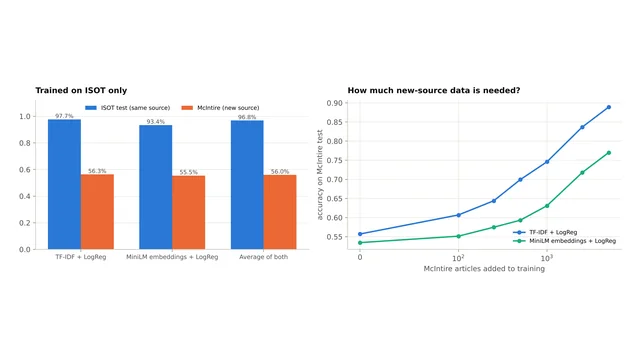 Trained on ISOT only
ISOT test (same source)
McIntire (new source)
97.7%
56.3%
93.4%
55.5%
96.8%
56.0%
1.0
0.8
0.6
0.4
0.2
0.0
TF-IDF + LogReg
MiniLM embeddings + LogReg
Average of both
How much new-source data is needed?
accuracy on McIntire test
0.90
0.85
0.80
0.75
0.70
0.65
0.60
0.55
TF-IDF + LogReg
MiniLM embeddings + LogReg
0
10²
10³
McIntire articles added to training